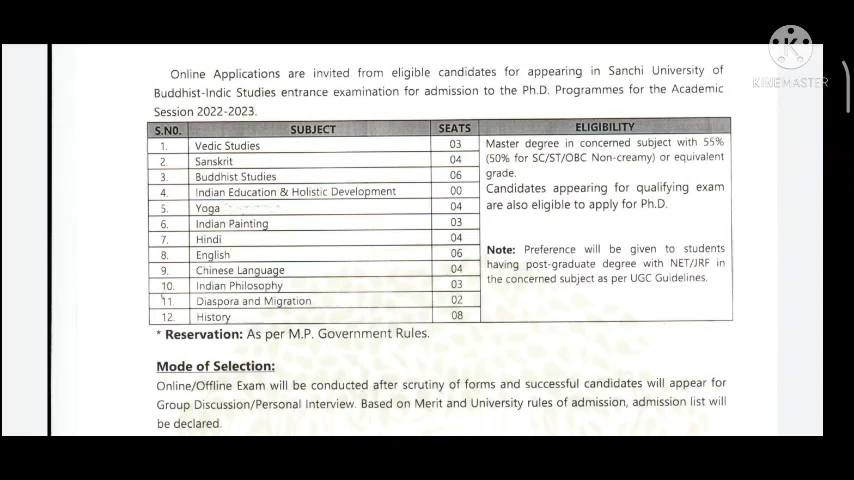 KINEMASTER
Online Applications are invited from eligible candidates for appearing in Sanchi University of
Buddhist-Indic Studies entrance examination for admission to the Ph.D. Programmes for the Academic
Session 2022-2023.
S.N0. SUBJECT SEATS ELIGIBILITY
1. Vedic Studies 03
2. Sanskrit 04
3. Buddhist Studies 06
4. Indian Education & Holistic Development 00
5. Yoga 04
6. Indian Painting 03
7. Hindi 04
8. English 06
9. Chinese Language 04
10. Indian Philosophy 03
11. Diaspora and Migration 02
12. History 08
Master degree in concerned subject with 55%
(50% for SC/ST/OBC Non-creamy) or equivalent
grade.
Candidates appearing for qualifying exam
are also eligible to apply for Ph.D.
Note: Preference will be given to students
having post-graduate degree with NET/JRF in
the concerned subject as per UGC Guidelines.
* Reservation: As per M.P. Government Rules.
Mode of Selection:
Online/Offline Exam will be conducted after scrutiny of forms and successful candidates will appear for
Group Discussion/Personal Interview. Based on Merit and University rules of admission, admission list will
be declared.